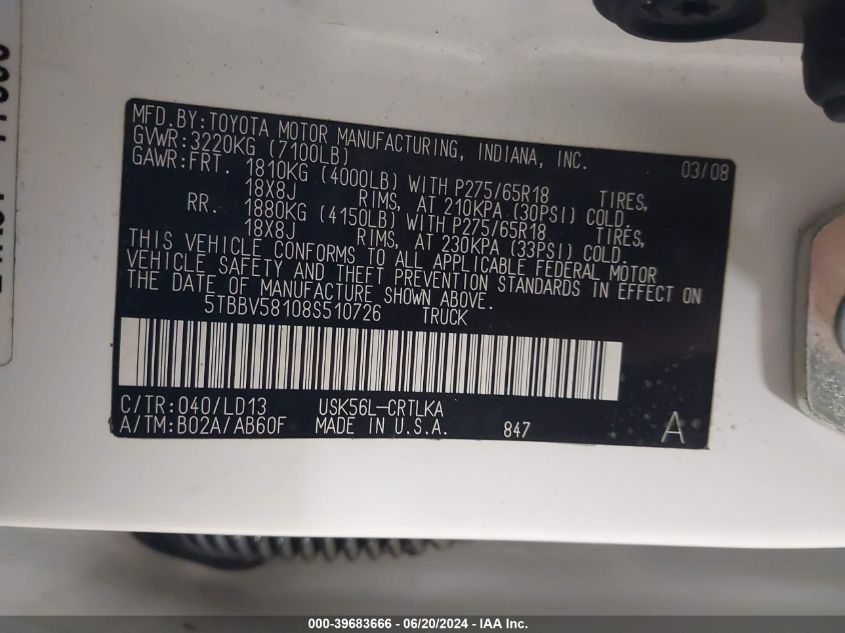 MFD. BY: TOYOTA MOTOR MANUFACTURING, INDIANA, INC. 03/08
GVWR: 3220KG (7100LB)
GAWR: FRT. 1810KG (4000LB) WITH P275/65R18 TIRES,
18X8J RIMS, AT 210KPA (30PSI) COLD.
RR. 1880KG (4150LB) WITH P275/65R18 TIRES,
18X8J RIMS, AT 230KPA (33PSI) COLD.
THIS VEHICLE CONFORMS TO ALL APPLICABLE FEDERAL MOTOR
VEHICLE SAFETY AND THEFT PREVENTION STANDARDS IN EFFECT ON
THE DATE OF MANUFACTURE SHOWN ABOVE.
5TBBV58108S510726 TRUCK
C/TR: 040/LD13 USK56L-CRTLKA
A/TM: B02A/AB60F MADE IN U.S.A. 847 A
000-39683666 - 06/20/2024 - IAA Inc.